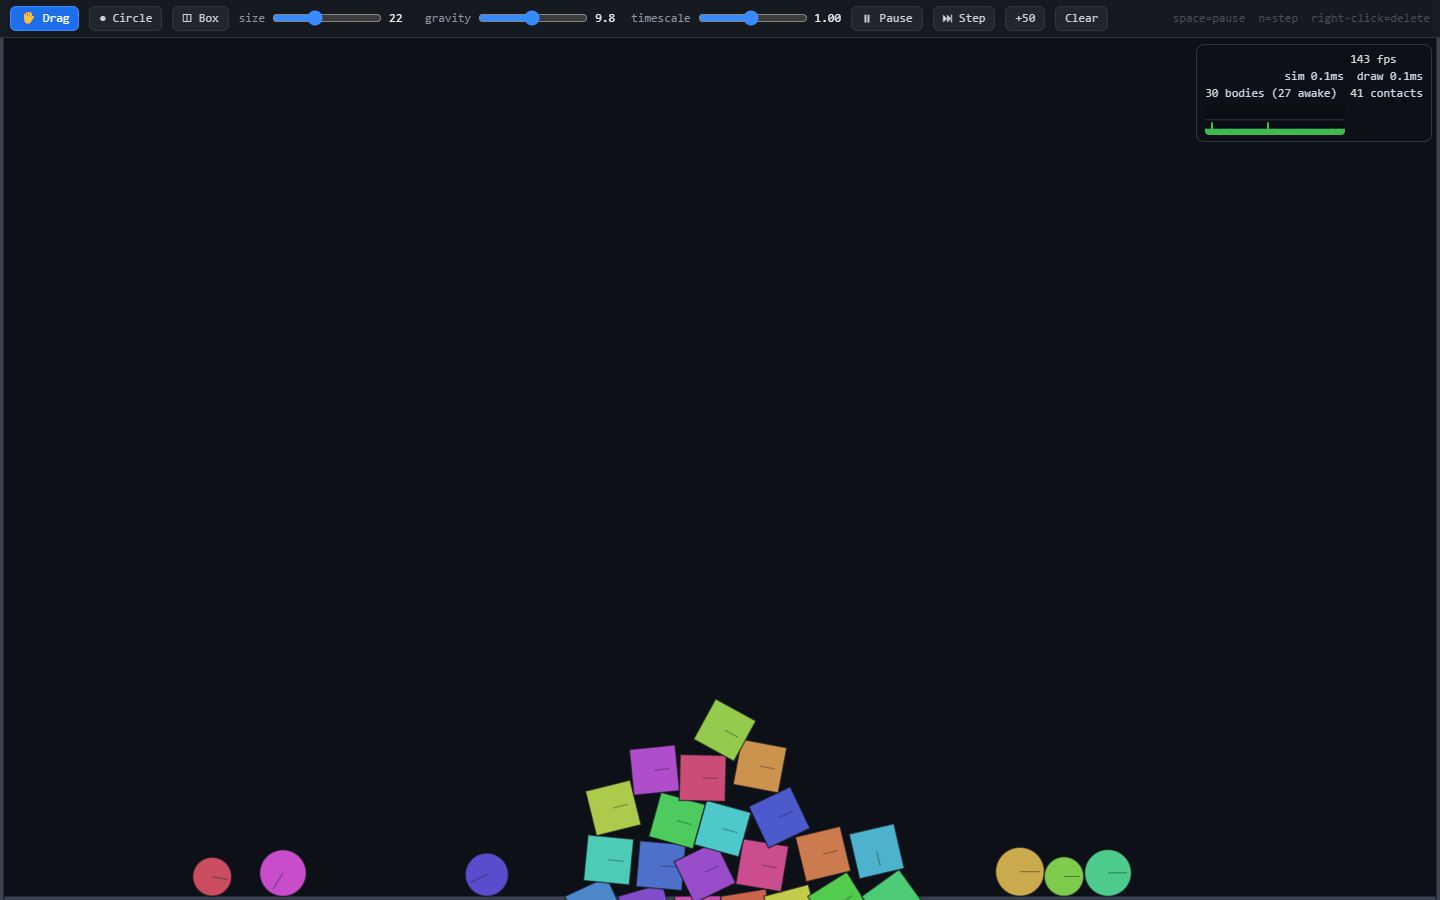 Drag Circle Box size 22 gravity 9.8 timescale 1.00 Pause Step +50 Clear space=pause n=step right-click=delete
143 fps
sim 0.1ms draw 0.1ms
30 bodies (27 awake) 41 contacts